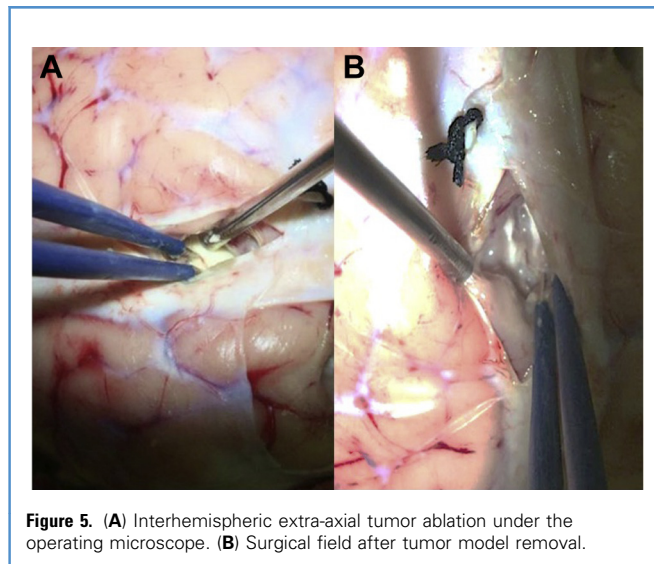 A
B
Figure 5. (A) Interhemispheric extra-axial tumor ablation under the
operating microscope. (B) Surgical field after tumor model removal.